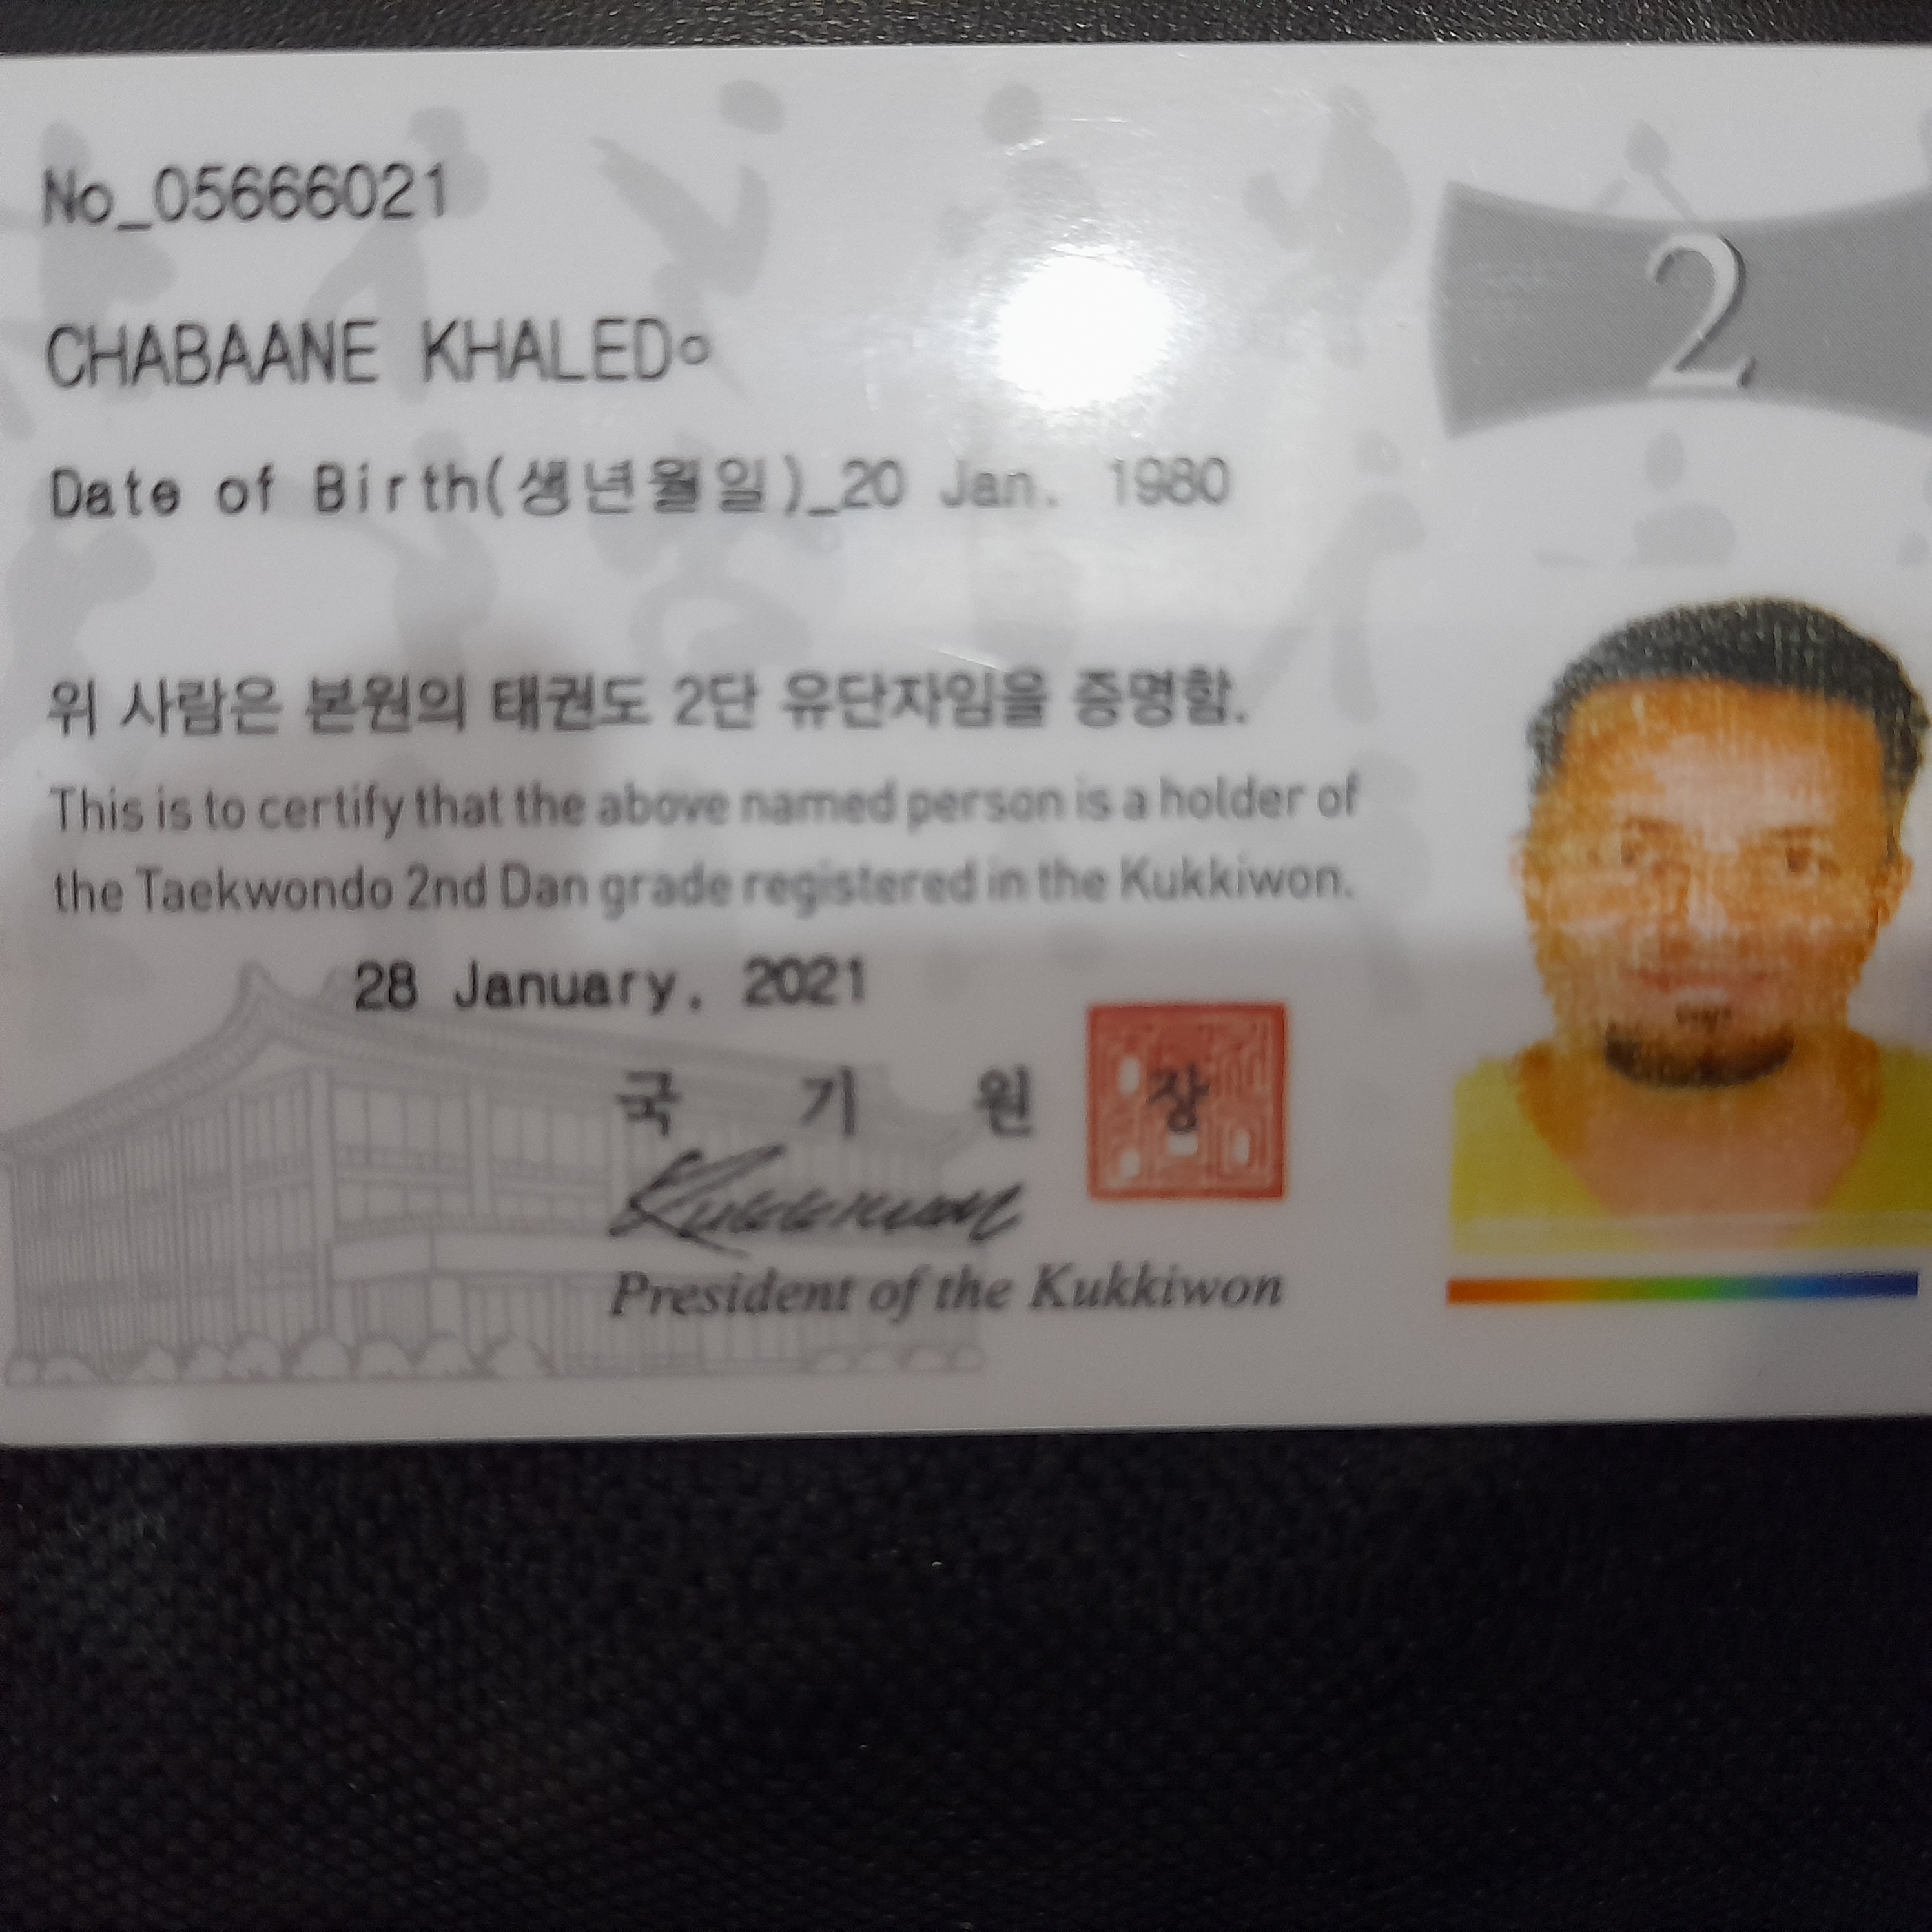 No_05666021
2
CHABAANE KHALED○
Date of Birth(생년월일)_20 Jan. 1980
위 사람은 본원의 태권도 2단 유단자임을 증명함.
This is to certify that the above named person is a holder of
the Taekwondo 2nd Dan grade registered in the Kukkiwon.
28 January, 2021
국 기 원 장
Kukkiwon
President of the Kukkiwon